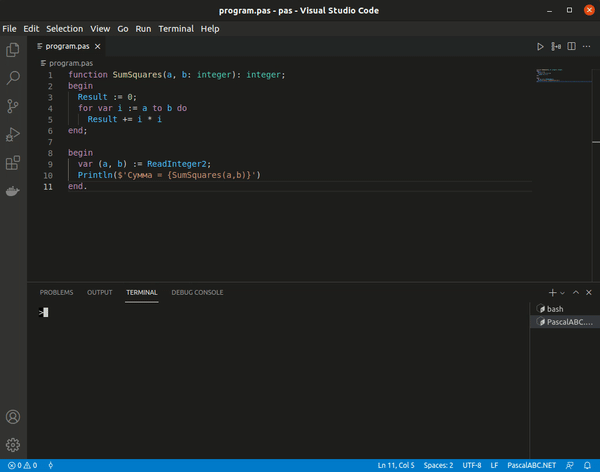 program.pas - pas - Visual Studio Code
File Edit Selection View Go Run Terminal Help
program.pas
program.pas
1 function SumSquares(a, b: integer): integer;
2 begin
3 Result := 0;
4 for var i := a to b do
5 Result += i * i
6 end;
7
8 begin
9 var (a, b) := ReadInteger2;
10 Println($'Сумма = {SumSquares(a,b)}')
11 end.
PROBLEMS OUTPUT TERMINAL DEBUG CONSOLE
>
bash
PascalABC....
0 0 Ln 11, Col 5 Spaces: 2 UTF-8 LF PascalABC.NET